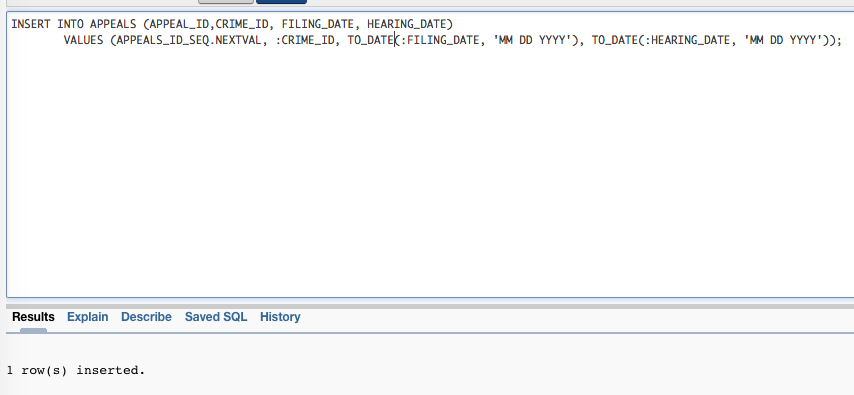 INSERT INTO APPEALS (APPEAL_ID,CRIME_ID, FILING_DATE, HEARING_DATE)
VALUES (APPEALS_ID_SEQ.NEXTVAL, :CRIME_ID, TO_DATE(:FILING_DATE, 'MM DD YYYY'), TO_DATE(:HEARING_DATE, 'MM DD YYYY'));
Results Explain Describe Saved SQL History
1 row(s) inserted.